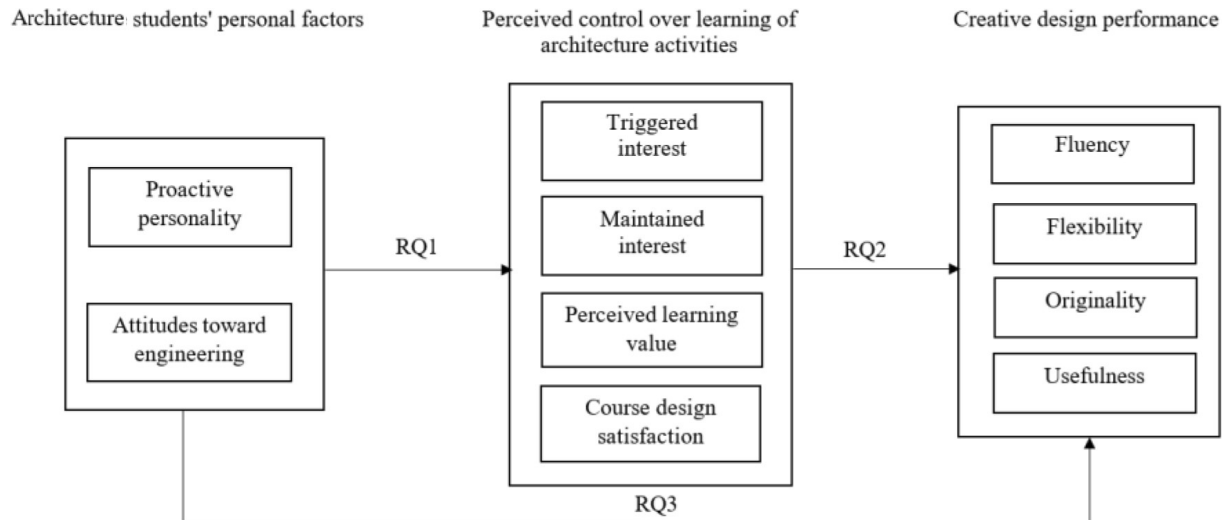 Architecture students' personal factors
Perceived control over learning of
architecture activities
Creative design performance
Proactive
personality
Attitudes toward
engineering
RQ1
Triggered
interest
Maintained
interest
Perceived learning
value
Course design
satisfaction
RQ2
Fluency
Flexibility
Originality
Usefulness
RQ3